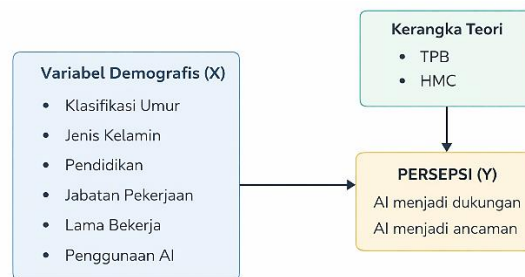 Variabel Demografis (X)
• Klasifikasi Umur
• Jenis Kelamin
• Pendidikan
• Jabatan Pekerjaan
• Lama Bekerja
• Penggunaan AI
Kerangka Teori
• TPB
• HMC
PERSEPSI (Y)
AI menjadi dukungan
AI menjadi ancaman